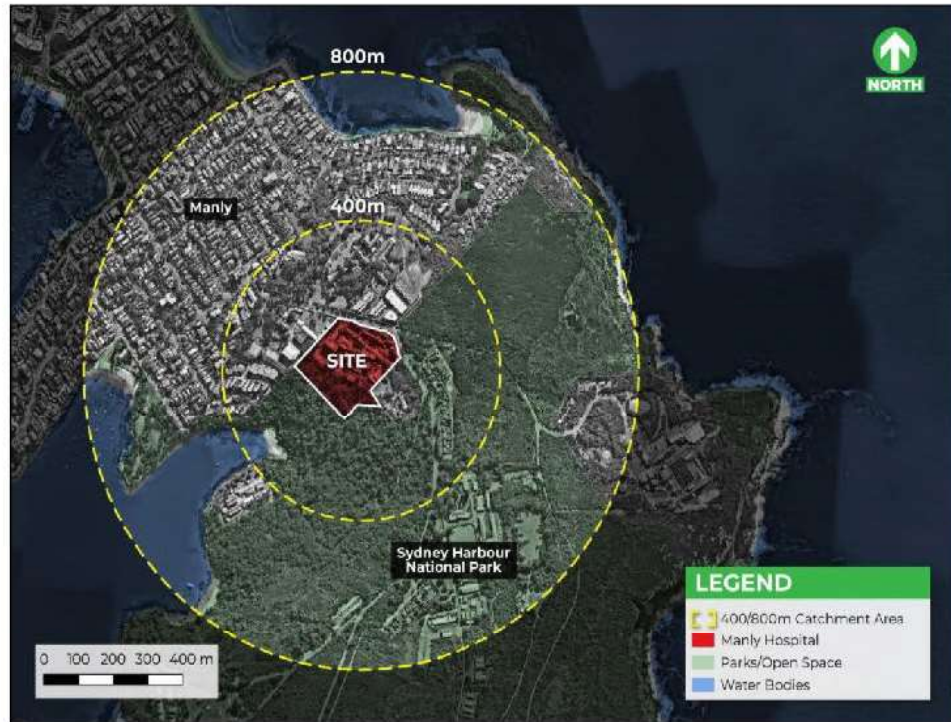 800m
NORTH
Manly
400m
SITE
Sydney Harbour
National Park
LEGEND
400/800m Catchment Area
Manly Hospital
Parks/Open Space
Water Bodies
0 100 200 300 400 m